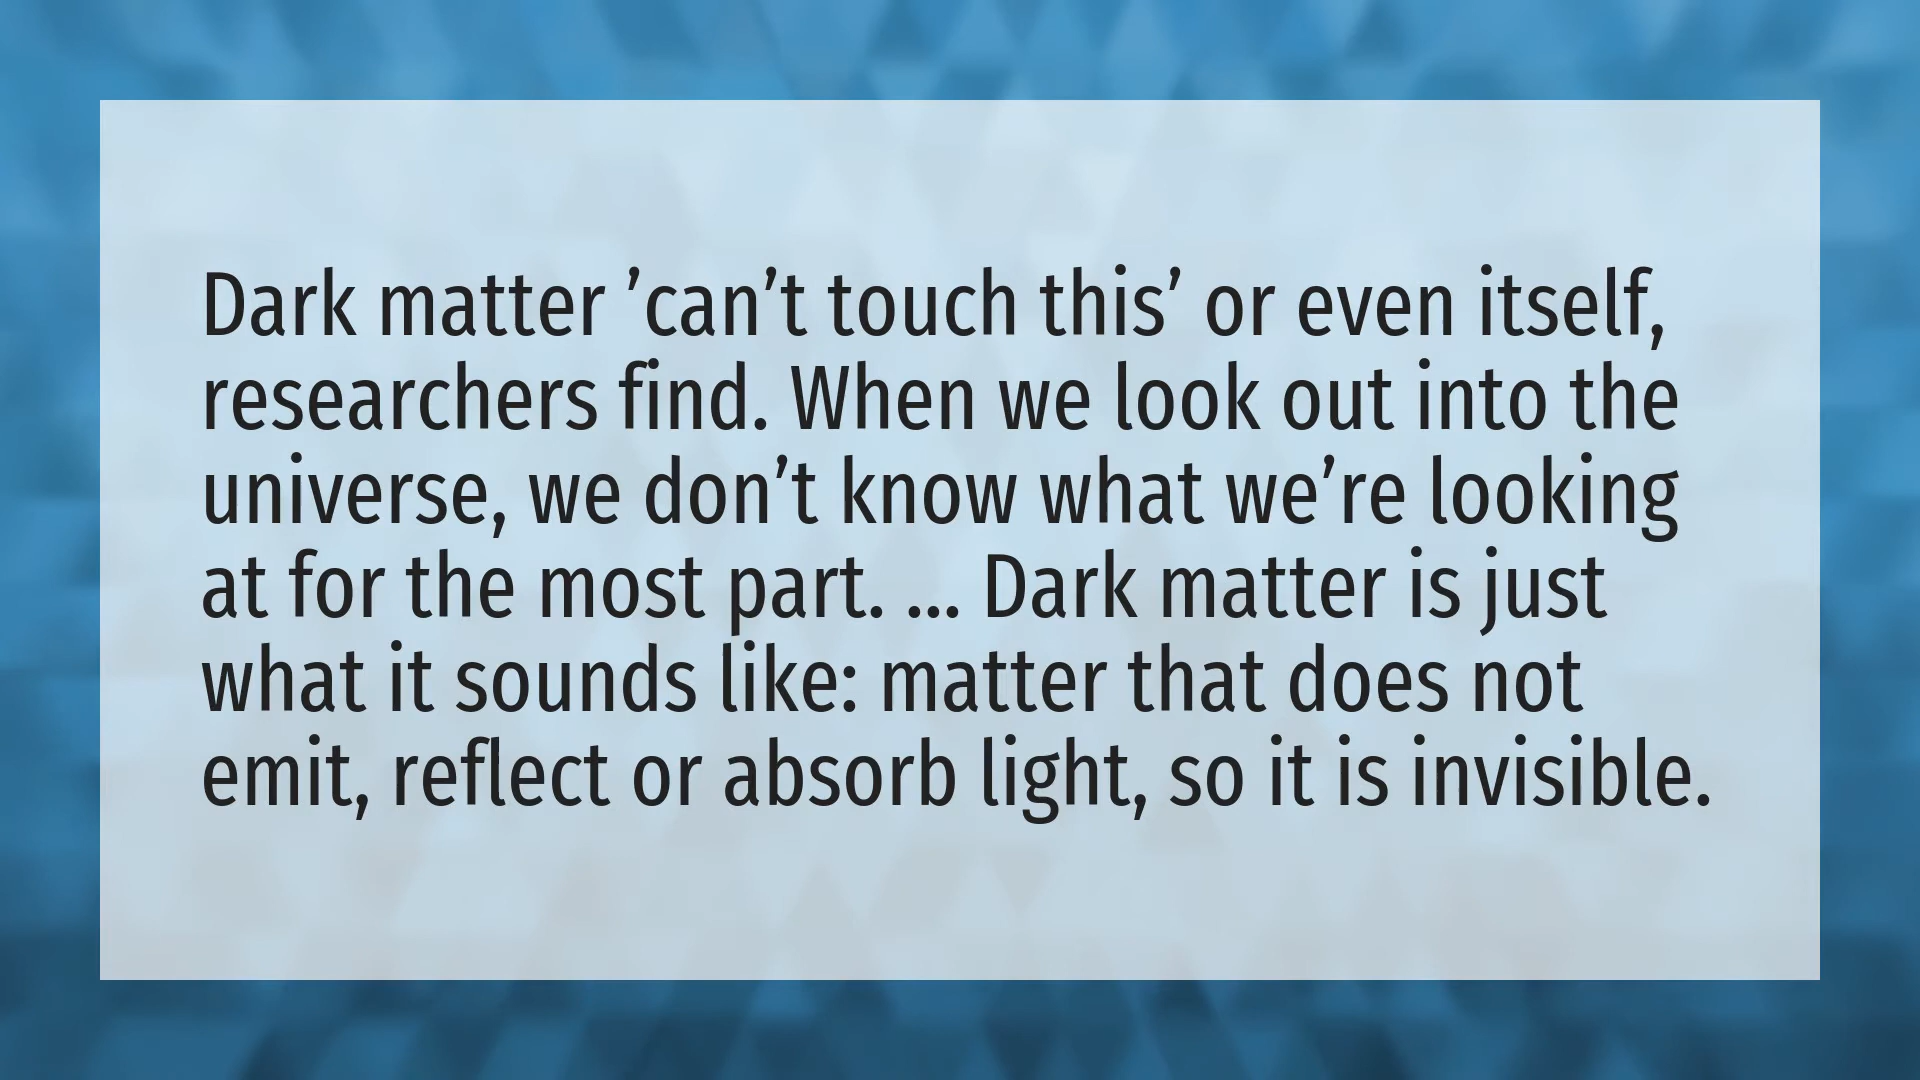 Dark matter ’can’t touch this’ or even itself,
researchers find. When we look out into the
universe, we don’t know what we’re looking
at for the most part. ... Dark matter is just
what it sounds like: matter that does not
emit, reflect or absorb light, so it is invisible.